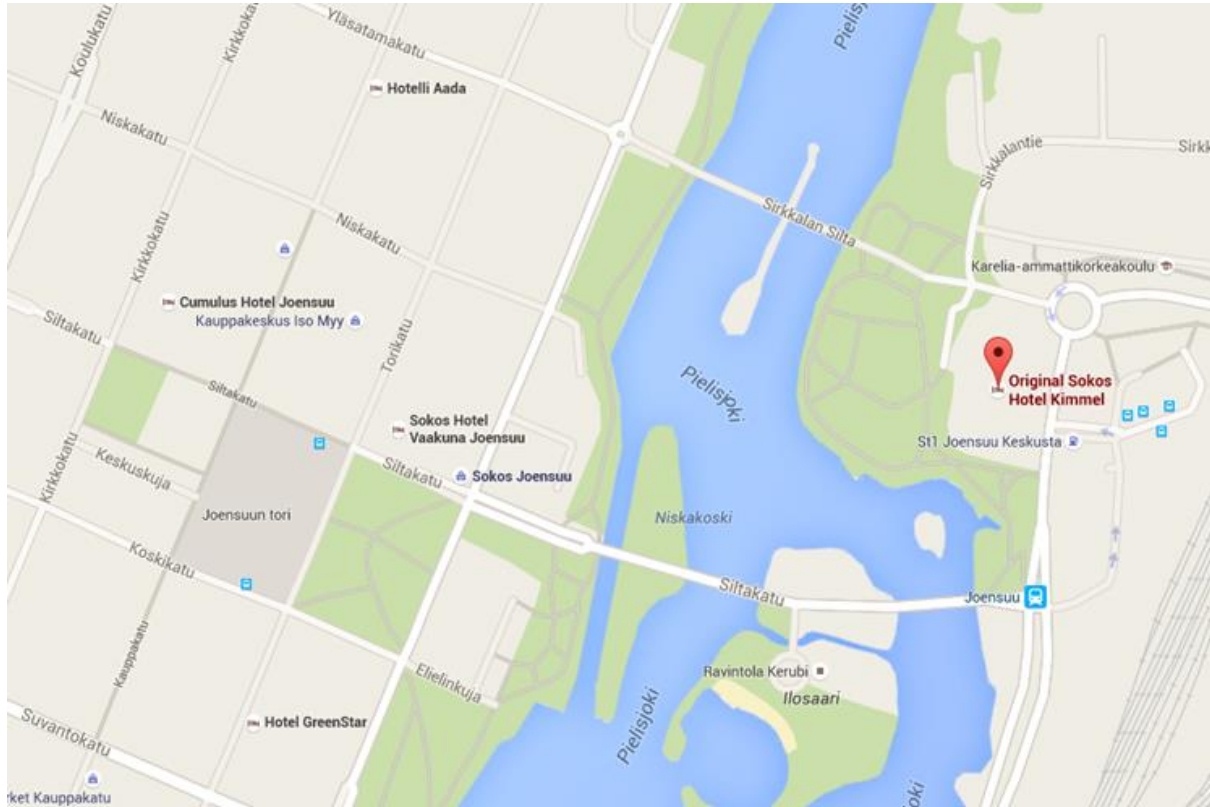 Koulukatu
Kirkkokatu
Yläsatamakatu
Pielisjoki
Hotelli Aada
Niskakatu
Sirkkalantie
Sirkk
Kirkkokatu
Niskakatu
Sirkkalan Silta
Karelia-ammattikorkeakoulu
Cumulus Hotel Joensuu
Kauppakeskus Iso Myy
Siltakatu
Torikatu
Original Sokos
Hotel Kimmel
Pielisjoki
Siltakatu
Sokos Hotel
Vaakuna Joensuu
St1 Joensuu Keskusta
Kirkkokatu
Keskuskuja
Siltakatu
Sokos Joensuu
Joensuun tori
Niskakoski
Koskikatu
Siltakatu
Joensuu
Kauppakatu
Elielinkuja
Ravintola Kerubi
Ilosaari
Hotel GreenStar
Suvantokatu
Pielisjoki
joki
rket Kauppakatu